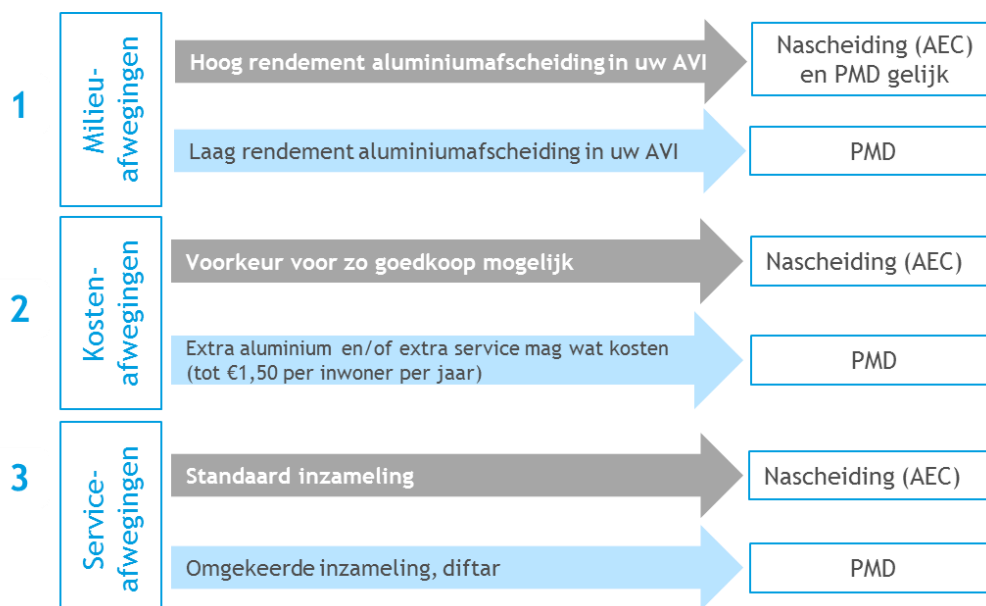 1
Milieu-
afwegingen
Hoog rendement aluminiumafscheiding in uw AVI
Nascheiding (AEC)
en PMD gelijk
Laag rendement aluminiumafscheiding in uw AVI
PMD
2
Kosten-
afwegingen
Voorkeur voor zo goedkoop mogelijk
Nascheiding (AEC)
Extra aluminium en/of extra service mag wat kosten
(tot €1,50 per inwoner per jaar)
PMD
3
Service-
afwegingen
Standaard inzameling
Nascheiding (AEC)
Omgekeerde inzameling, diftar
PMD